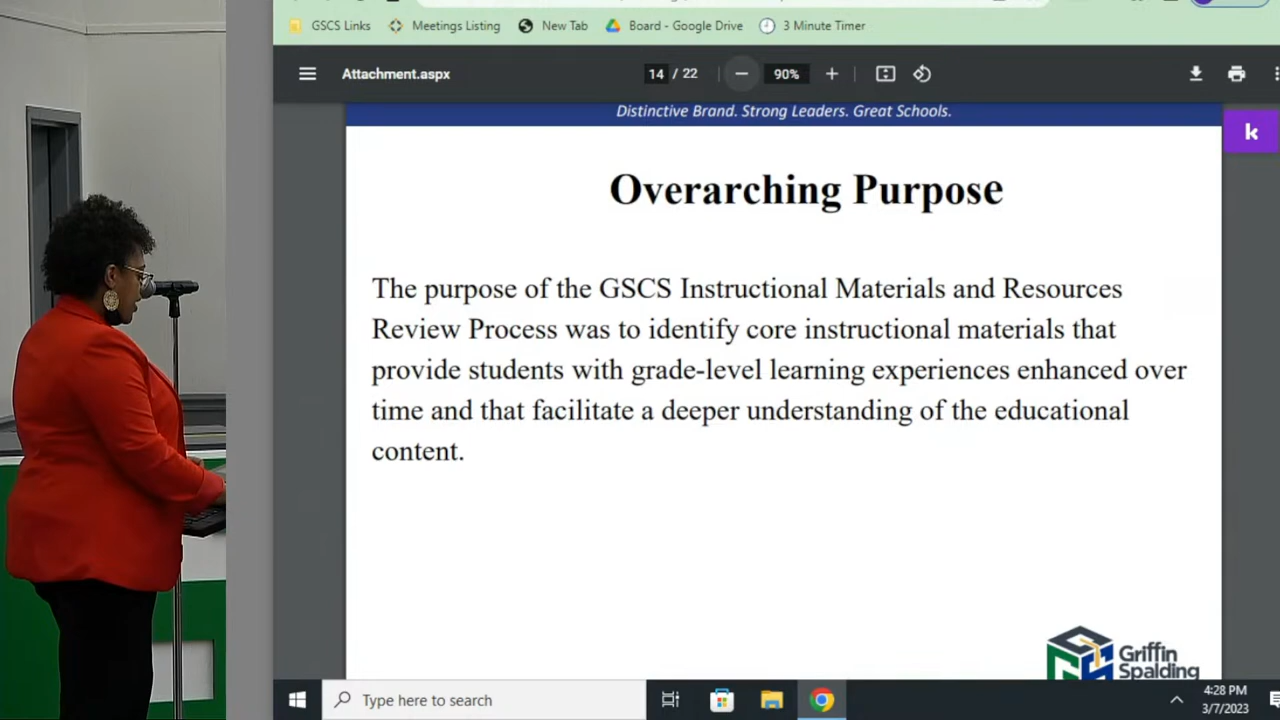 GSCS Links
Meetings Listing
New Tab
Board - Google Drive
3 Minute Timer
Attachment.aspx
14 / 22
90%
Distinctive Brand. Strong Leaders. Great Schools.
k
Overarching Purpose
The purpose of the GSCS Instructional Materials and Resources
Review Process was to identify core instructional materials that
provide students with grade-level learning experiences enhanced over
time and that facilitate a deeper understanding of the educational
content.
Griffin
Spalding
Type here to search
4:28 PM
3/7/2023